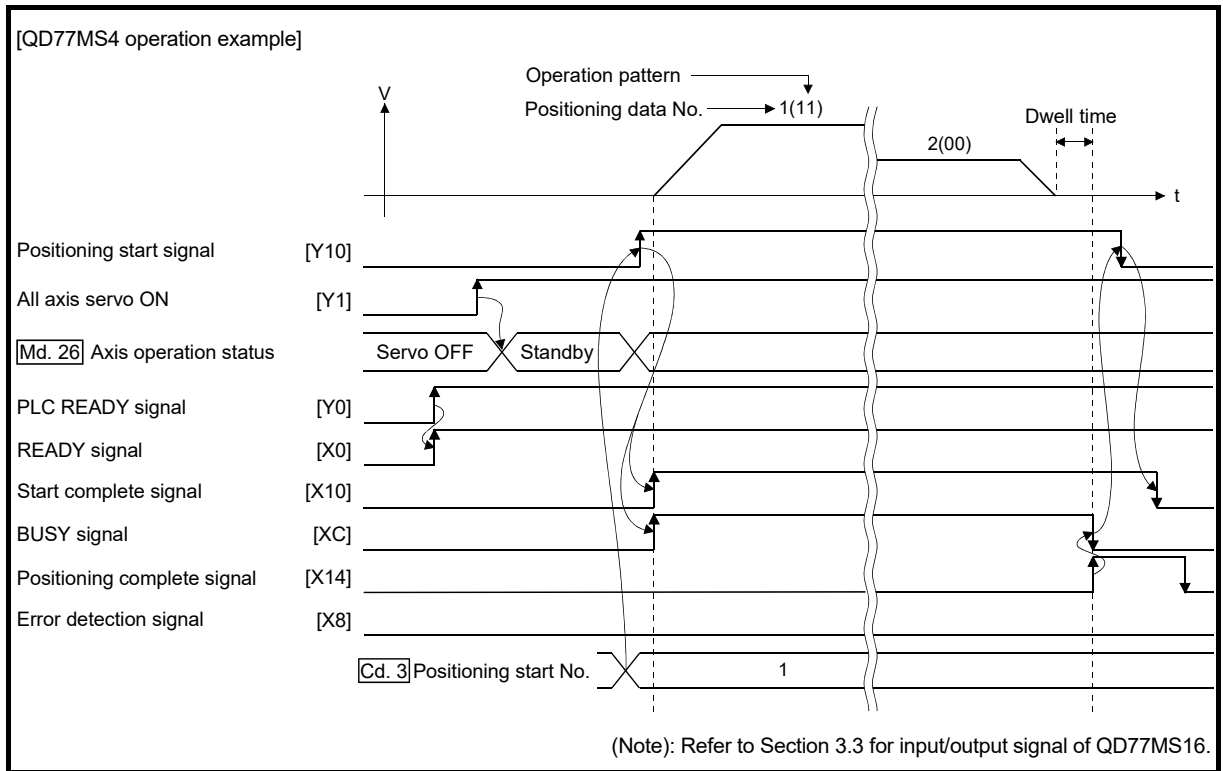 [QD77MS4 operation example]
Operation pattern
V
Positioning data No. 1(11)
Dwell time
2(00)
t
Positioning start signal [Y10]
All axis servo ON [Y1]
Md. 26 Axis operation status Servo OFF Standby
PLC READY signal [Y0]
READY signal [X0]
Start complete signal [X10]
BUSY signal [XC]
Positioning complete signal [X14]
Error detection signal [X8]
Cd. 3 Positioning start No. 1
(Note): Refer to Section 3.3 for input/output signal of QD77MS16.